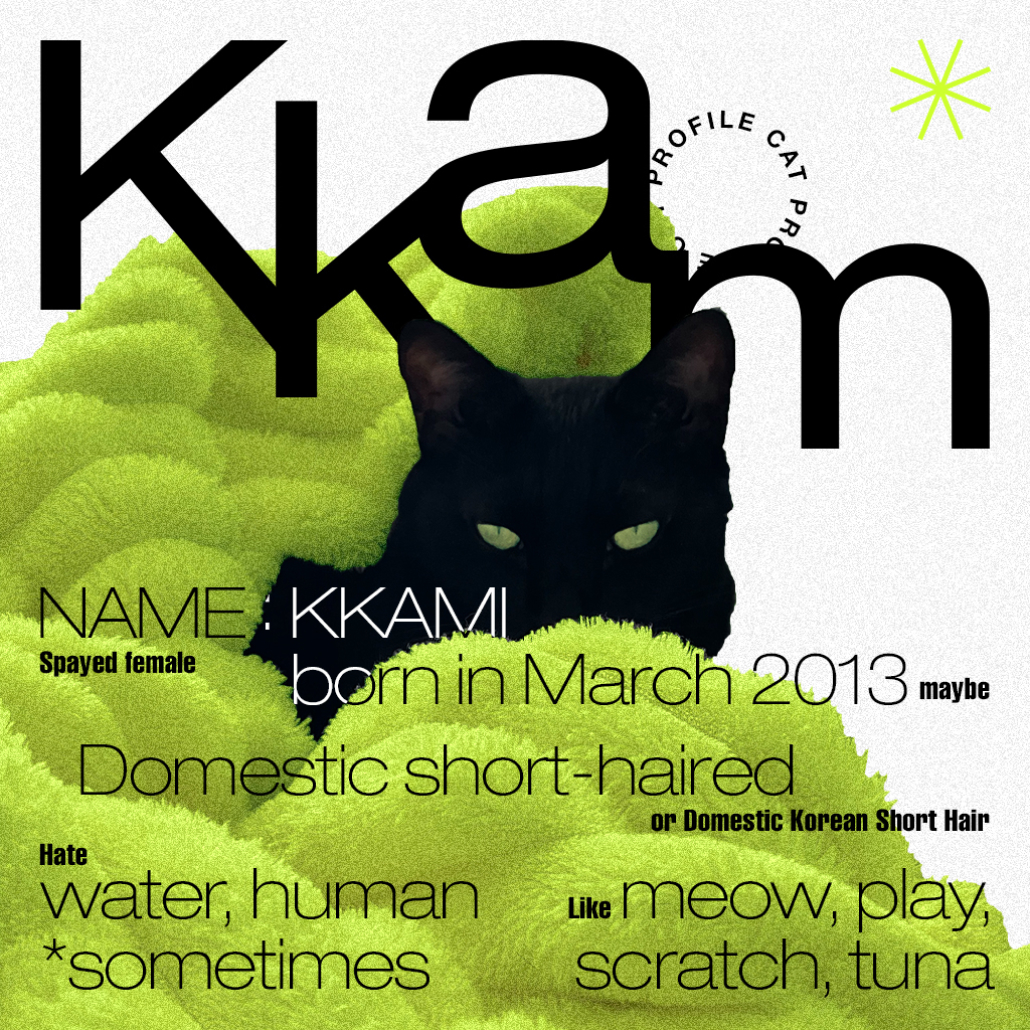 Kkam
PROFILE CAT PRO
NAME : KKAMI
Spayed female
born in March 2013 maybe
Domestic short-haired
or Domestic Korean Short Hair
Hate
water, human
*sometimes
Like meow, play,
scratch, tuna